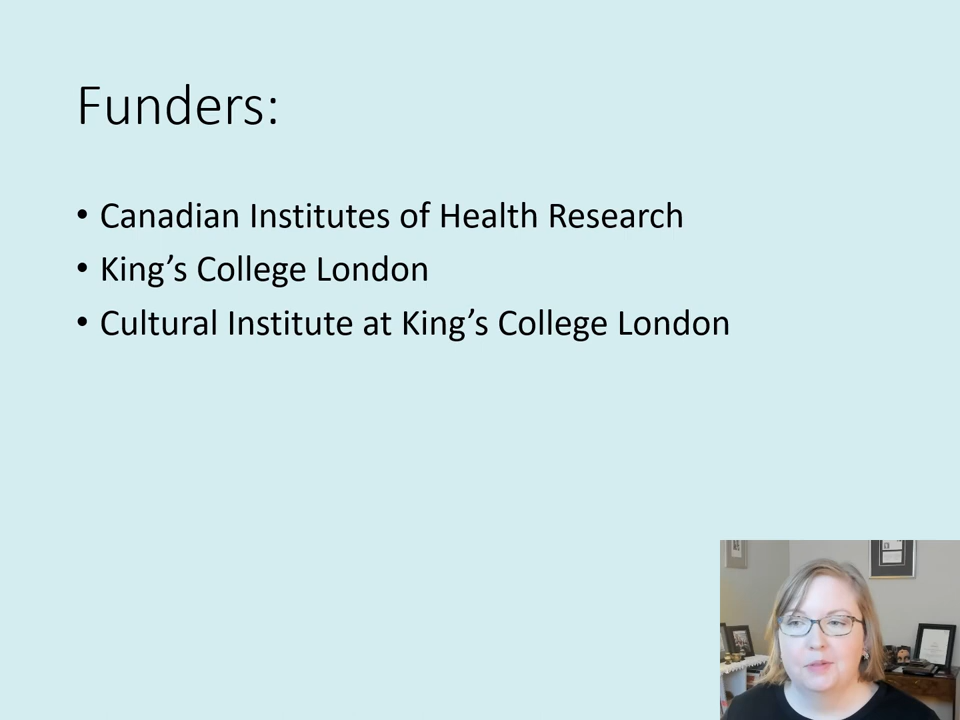 Funders:
• Canadian Institutes of Health Research
• King’s College London
• Cultural Institute at King’s College London